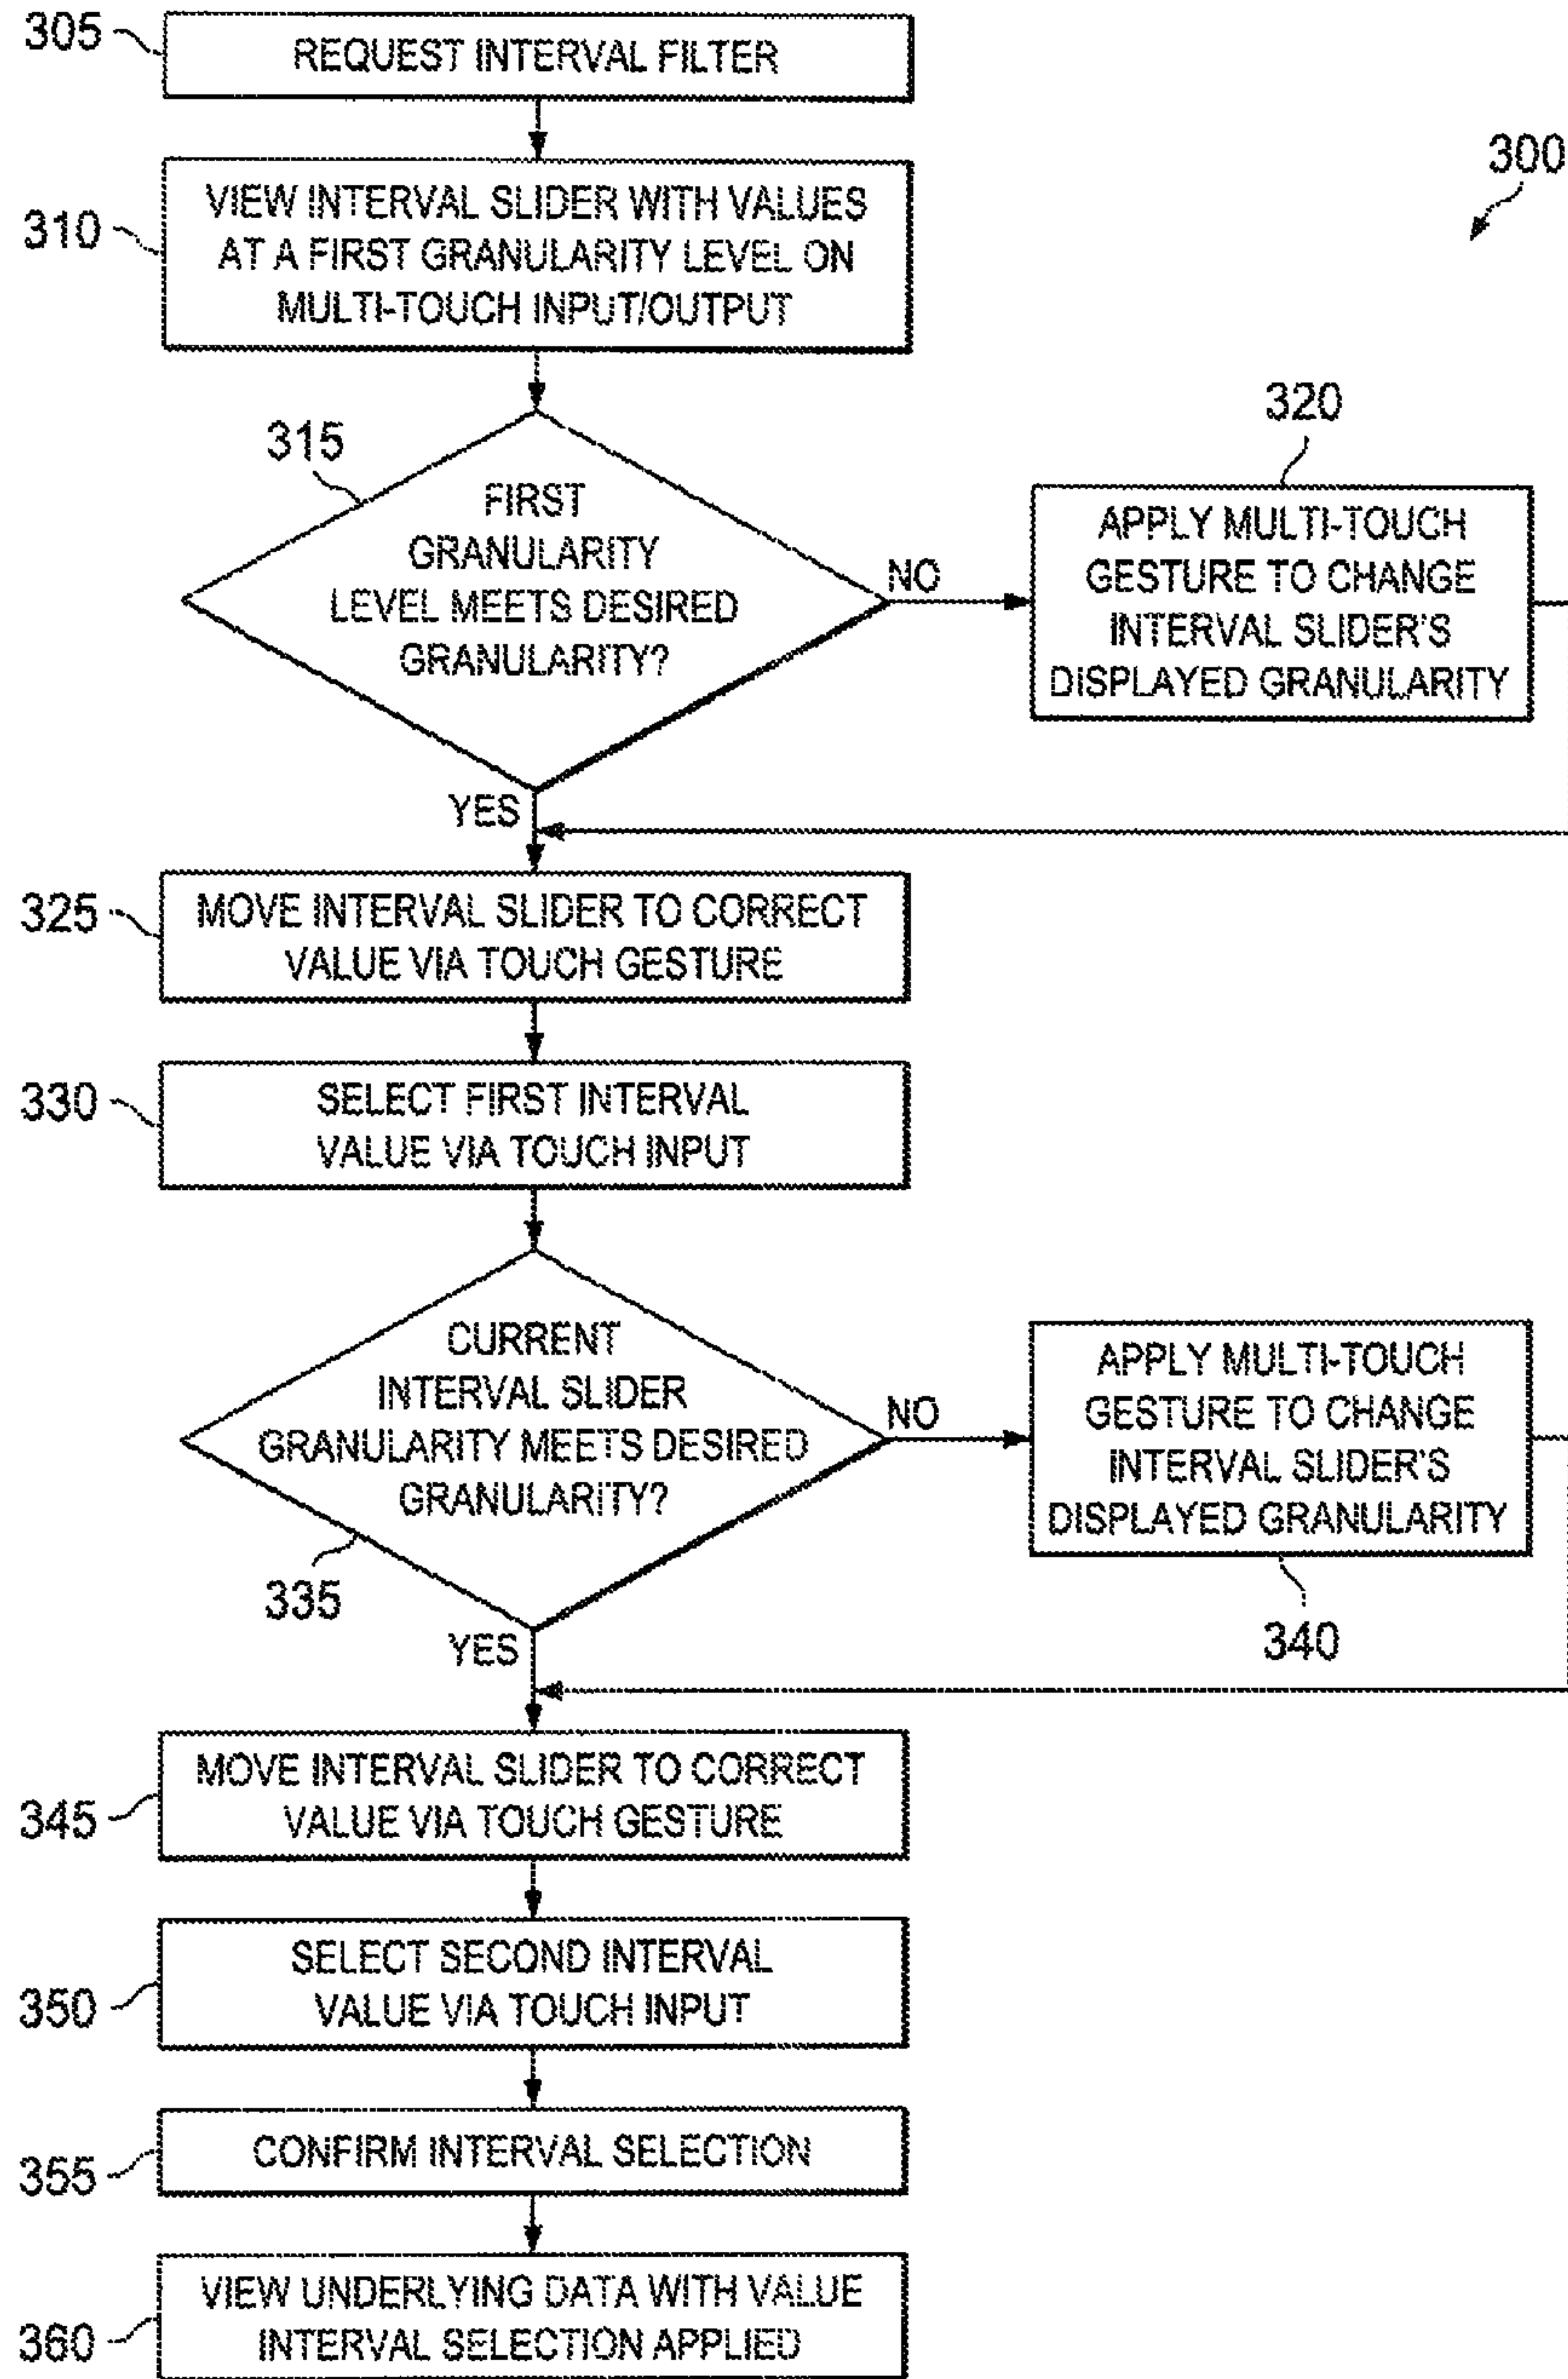 305
REQUEST INTERVAL FILTER
300
310
VIEW INTERVAL SLIDER WITH VALUES
AT A FIRST GRANULARITY LEVEL ON
MULTI-TOUCH INPUT/OUTPUT
315
FIRST
GRANULARITY
LEVEL MEETS DESIRED
GRANULARITY?
NO
320
APPLY MULTI-TOUCH
GESTURE TO CHANGE
INTERVAL SLIDER'S
DISPLAYED GRANULARITY
YES
325
MOVE INTERVAL SLIDER TO CORRECT
VALUE VIA TOUCH GESTURE
330
SELECT FIRST INTERVAL
VALUE VIA TOUCH INPUT
CURRENT
INTERVAL SLIDER
GRANULARITY MEETS DESIRED
GRANULARITY?
335
NO
APPLY MULTI-TOUCH
GESTURE TO CHANGE
INTERVAL SLIDER'S
DISPLAYED GRANULARITY
340
YES
345
MOVE INTERVAL SLIDER TO CORRECT
VALUE VIA TOUCH GESTURE
350
SELECT SECOND INTERVAL
VALUE VIA TOUCH INPUT
355
CONFIRM INTERVAL SELECTION
360
VIEW UNDERLYING DATA WITH VALUE
INTERVAL SELECTION APPLIED